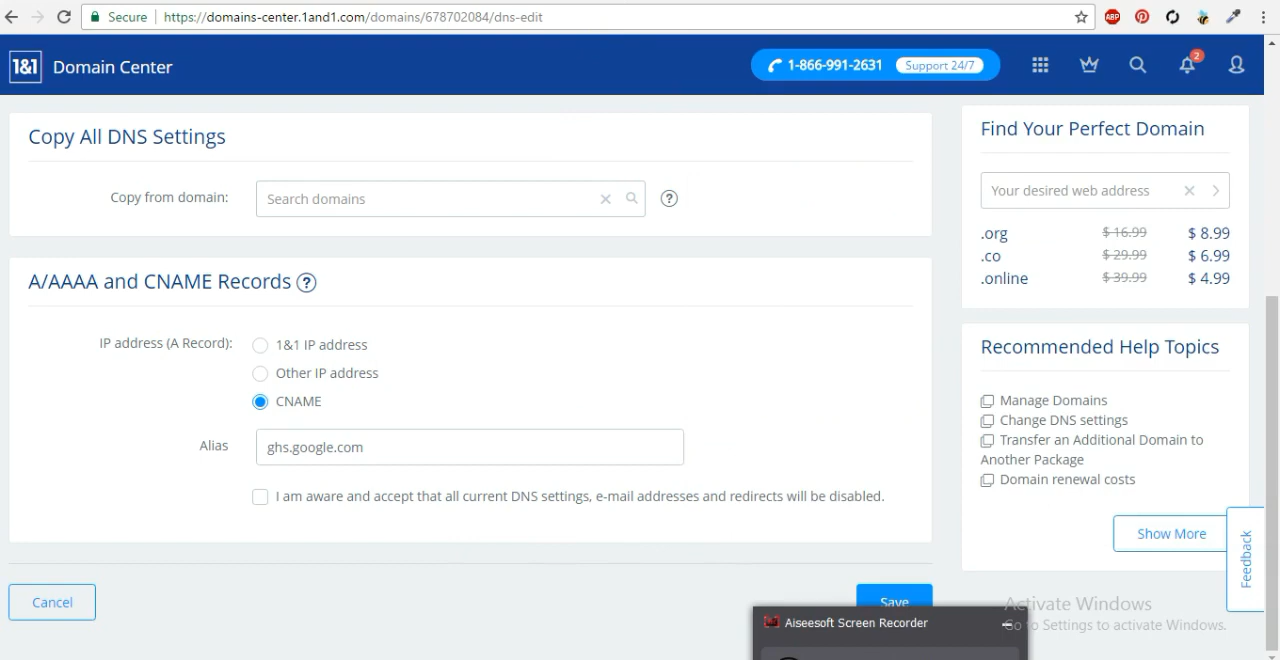 Secure https://domains-center.1and1.com/domains/678702084/dns-edit
ABP
1&1 Domain Center
1-866-991-2631 Support 24/7
2
Copy All DNS Settings
Copy from domain: Search domains ?
A/AAAA and CNAME Records ?
IP address (A Record): 1&1 IP address
Other IP address
CNAME
Alias ghs.google.com
I am aware and accept that all current DNS settings, e-mail addresses and redirects will be disabled.
Cancel
Save
Find Your Perfect Domain
Your desired web address
.org $ 16.99 $ 8.99
.co $ 29.99 $ 6.99
.online $ 39.99 $ 4.99
Recommended Help Topics
Manage Domains
Change DNS settings
Transfer an Additional Domain to
Another Package
Domain renewal costs
Show More
Feedback
Activate Windows
Go to Settings to activate Windows.
Aiseesoft Screen Recorder